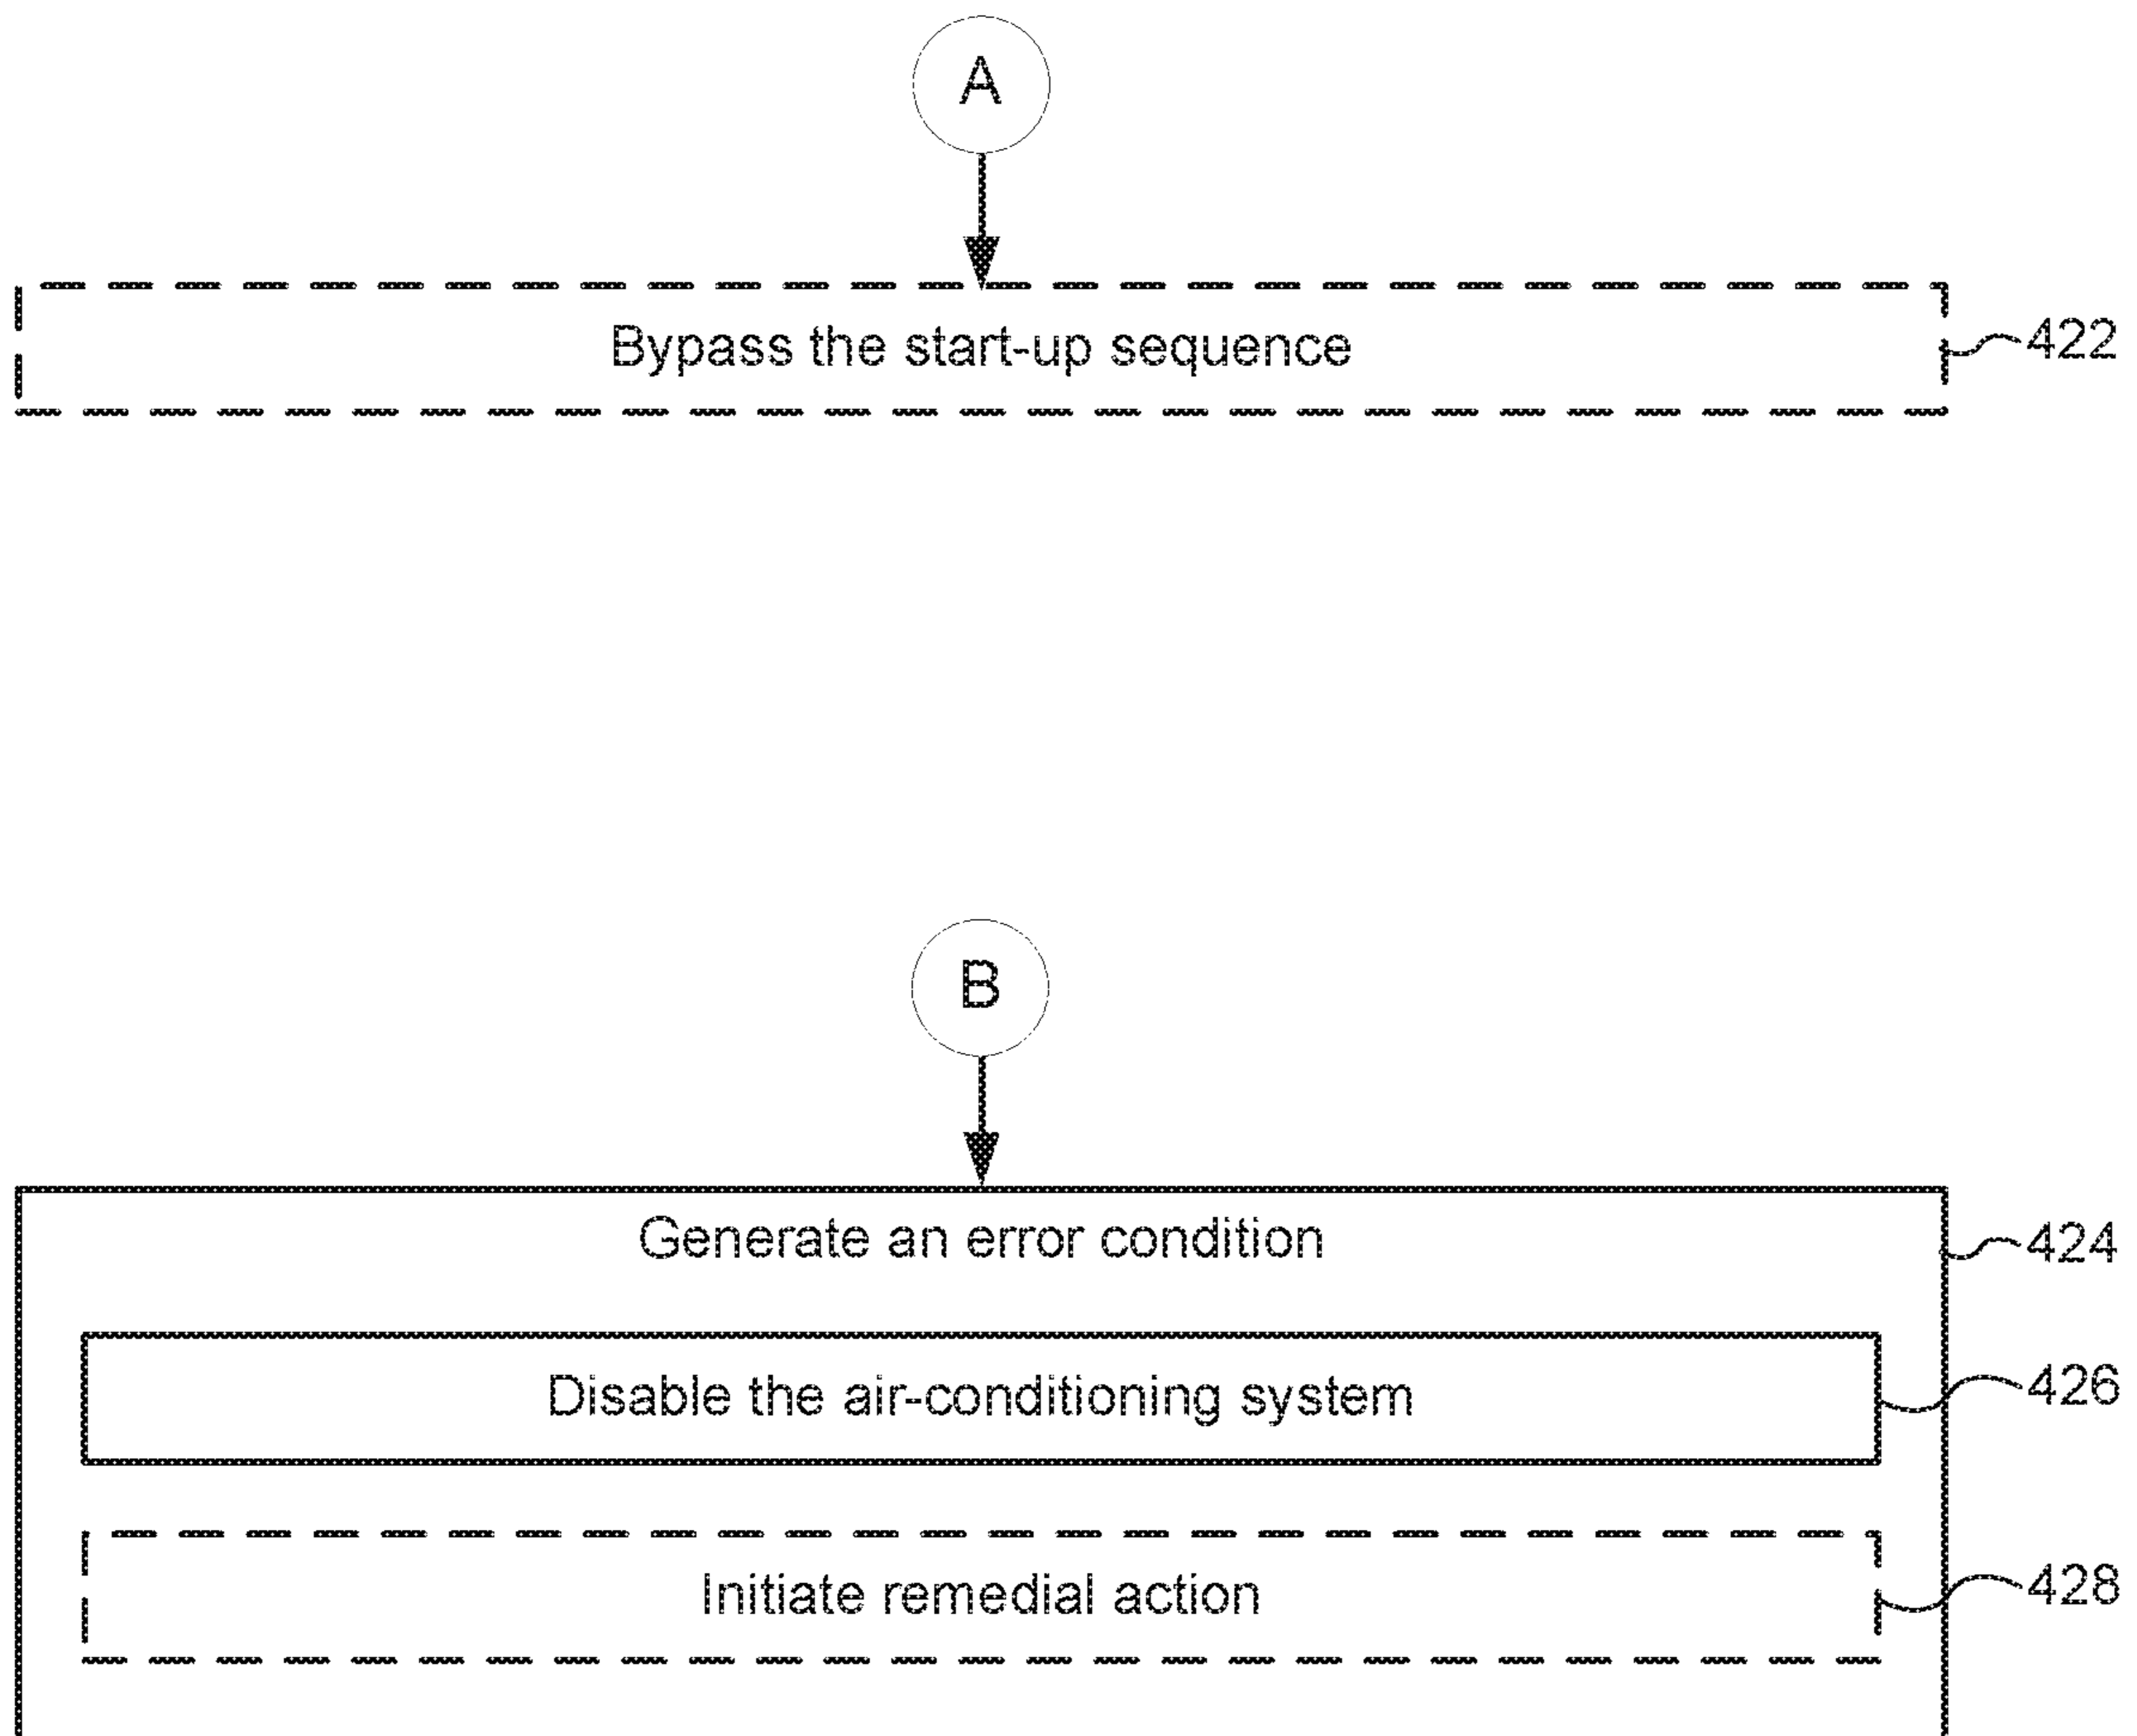 A
Bypass the start-up sequence
422
B
Generate an error condition
424
Disable the air-conditioning system
426
Initiate remedial action
428